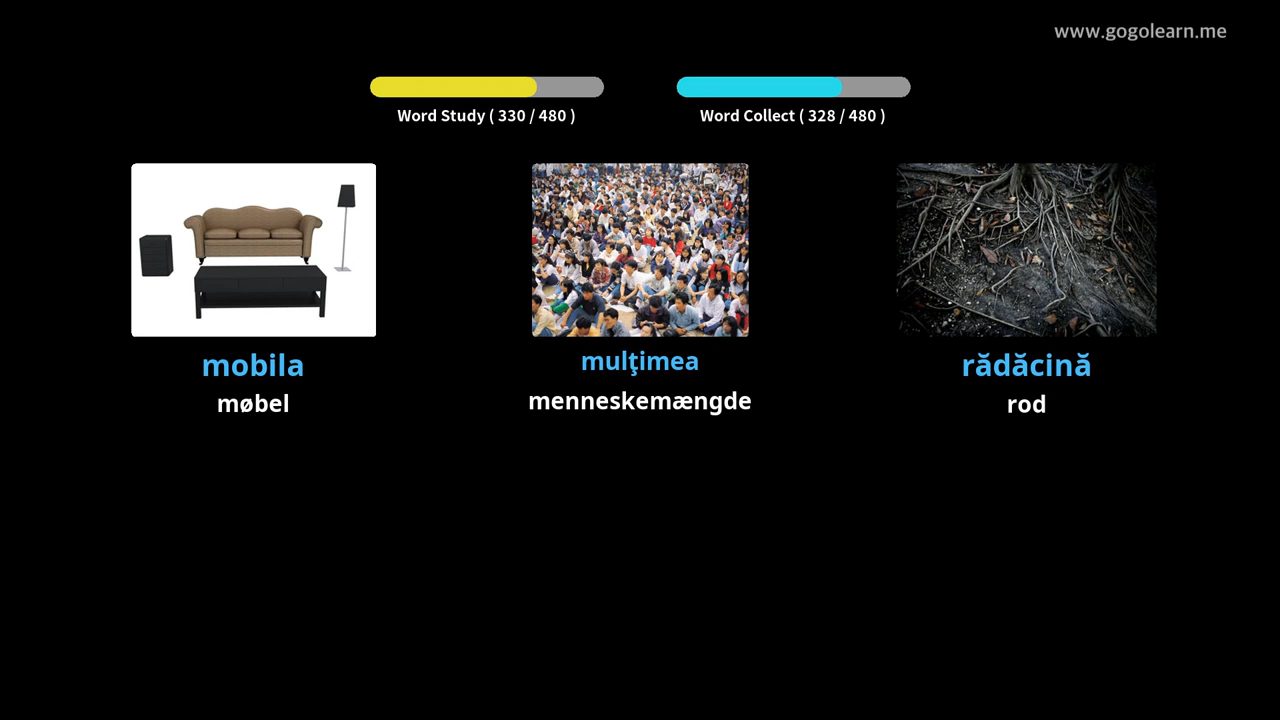 www.gogolearn.me
Word Study ( 330 / 480 )
Word Collect ( 328 / 480 )
mobila
møbel
mulţimea
menneskemængde
rădăcină
rod